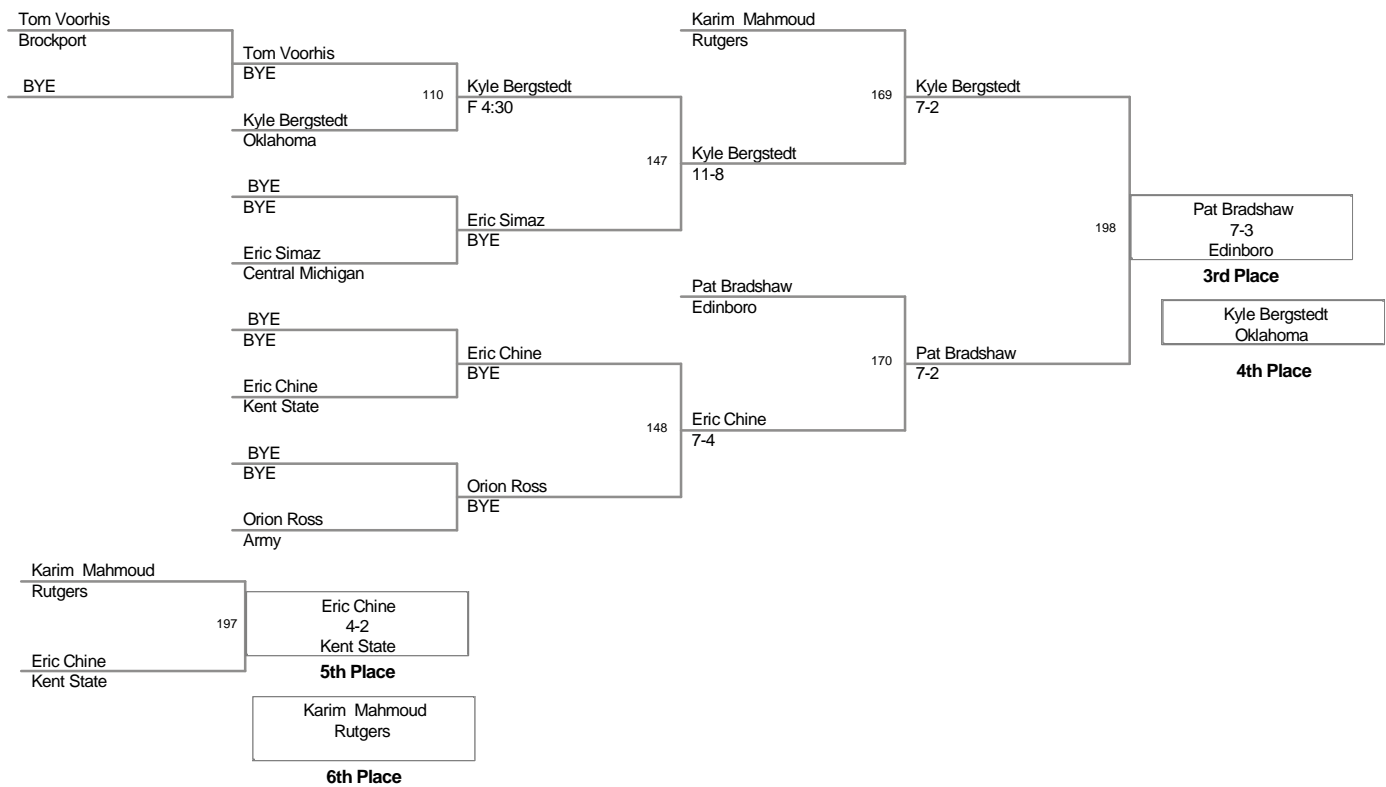 Tom Voorhis
Brockport
BYE
Tom Voorhis
BYE
110
Kyle Bergstedt
Oklahoma
BYE
BYE
Eric Simaz
Central Michigan
BYE
BYE
Eric Chine
Kent State
BYE
BYE
Orion Ross
Army
Kyle Bergstedt
F 4:30
147
Eric Simaz
BYE
Eric Chine
BYE
148
Orion Ross
BYE
Karim Mahmoud
Rutgers
169
Kyle Bergstedt
11-8
Pat Bradshaw
Edinboro
170
Eric Chine
7-4
Kyle Bergstedt
7-2
198
Pat Bradshaw
7-2
Pat Bradshaw
7-3
Edinboro
3rd Place
Kyle Bergstedt
Oklahoma
4th Place
Karim Mahmoud
Rutgers
197
Eric Chine
Kent State
Eric Chine
4-2
Kent State
5th Place
Karim Mahmoud
Rutgers
6th Place